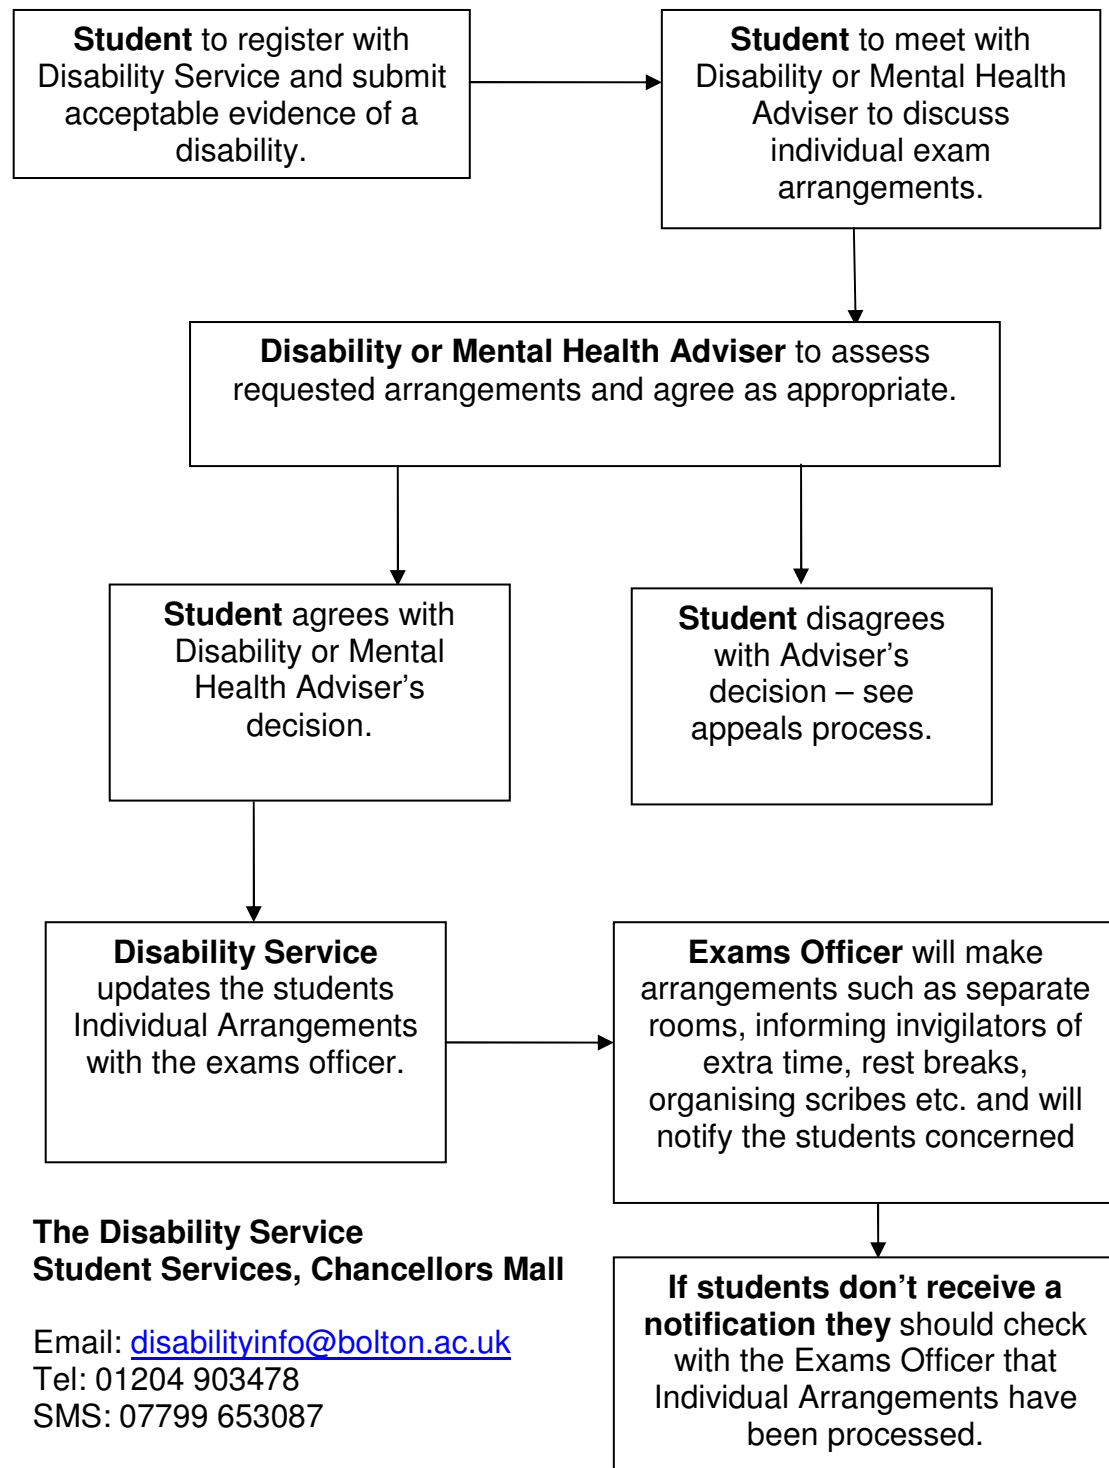 Student to register with
Disability Service and submit
acceptable evidence of a
disability.
Student to meet with
Disability or Mental Health
Adviser to discuss
individual exam
arrangements.
Disability or Mental Health Adviser to assess
requested arrangements and agree as appropriate.
Student agrees with
Disability or Mental
Health Adviser’s
decision.
Student disagrees
with Adviser’s
decision – see
appeals process.
Disability Service
updates the students
Individual Arrangements
with the exams officer.
Exams Officer will make
arrangements such as separate
rooms, informing invigilators of
extra time, rest breaks,
organising scribes etc. and will
notify the students concerned
If students don’t receive a
notification they should check
with the Exams Officer that
Individual Arrangements have
been processed.
The Disability Service
Student Services, Chancellors Mall
Email: disabilityinfo@bolton.ac.uk
Tel: 01204 903478
SMS: 07799 653087